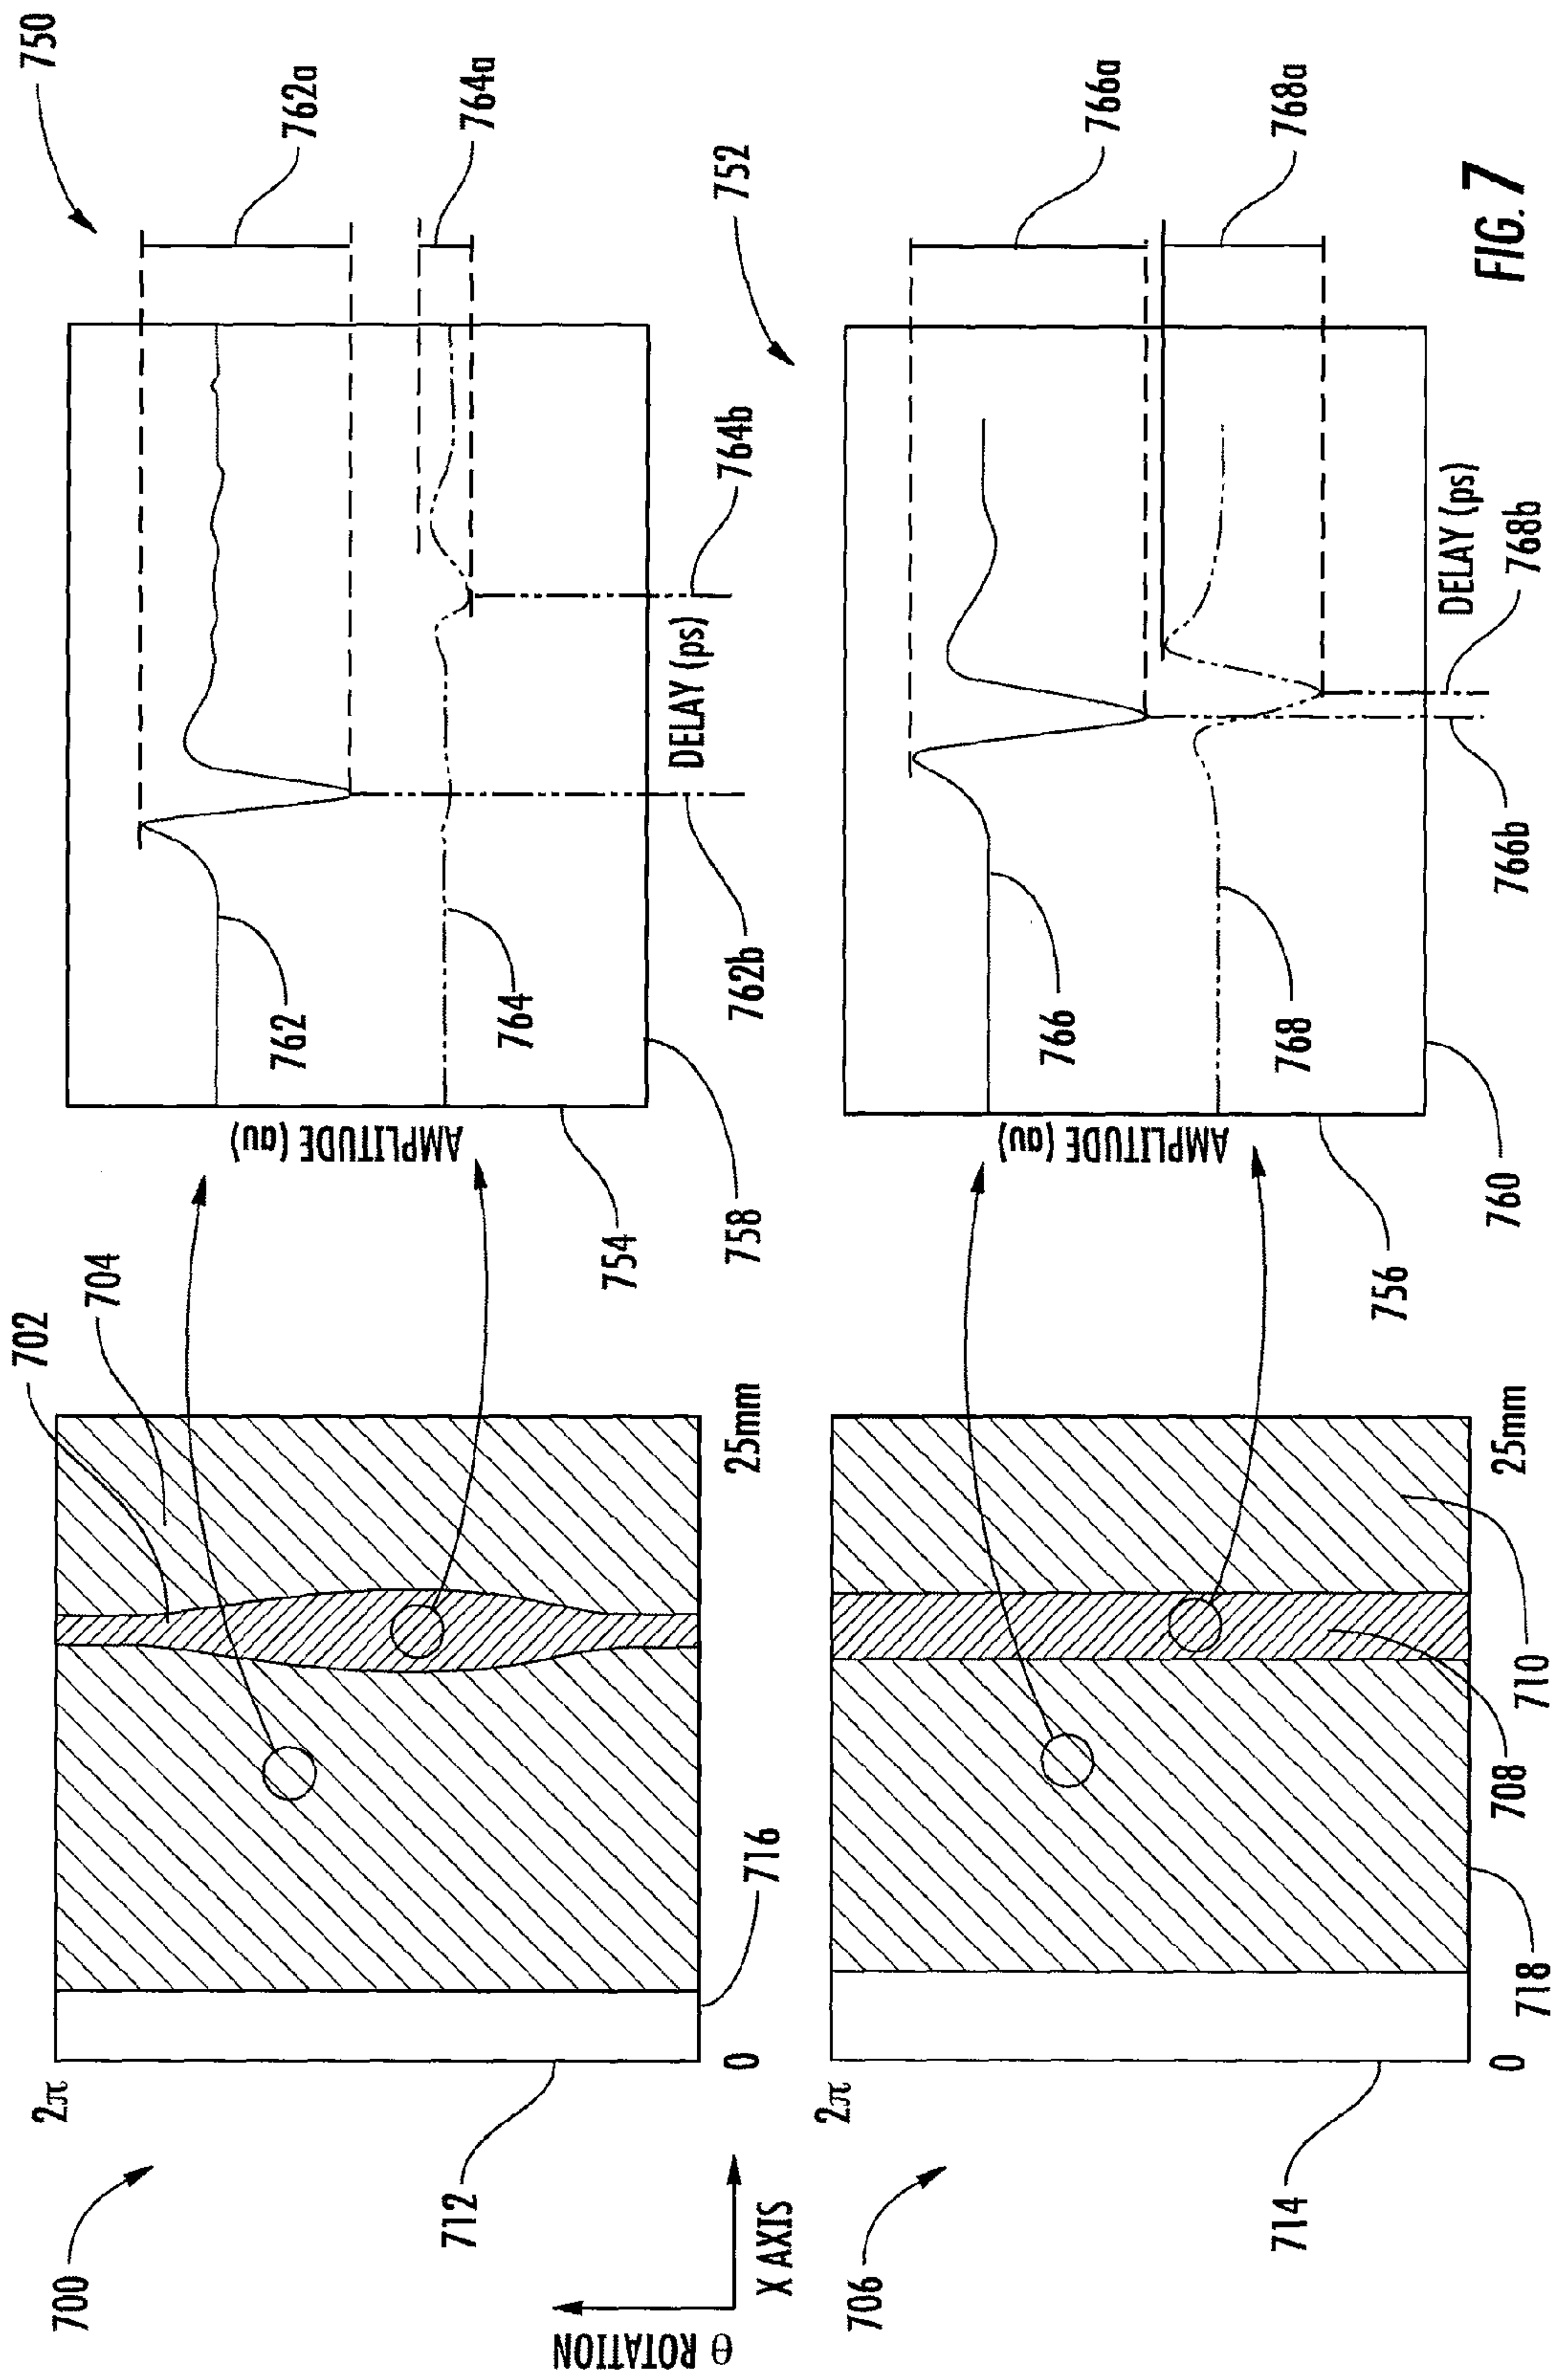 700
2π
702
704
712
716
0
25mm
θ ROTATION
X AXIS
750
762a
764a
AMPLITUDE (au)
762
764
754
758
762b
DELAY (ps)
764b
706
2π
714
718
0
708
710
25mm
752
766a
768a
AMPLITUDE (au)
766
768
756
760
766b
DELAY (ps)
768b
FIG. 7